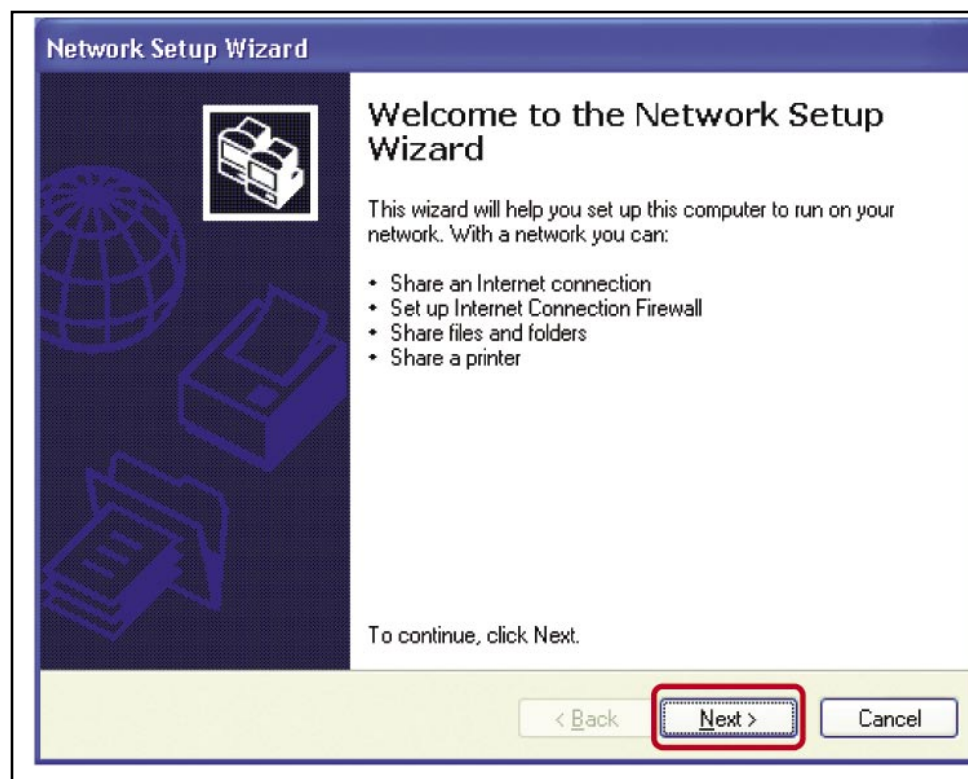 Network Setup Wizard
Welcome to the Network Setup
Wizard
This wizard will help you set up this computer to run on your
network. With a network you can:
• Share an Internet connection
• Set up Internet Connection Firewall
• Share files and folders
• Share a printer
To continue, click Next.
< Back Next > Cancel